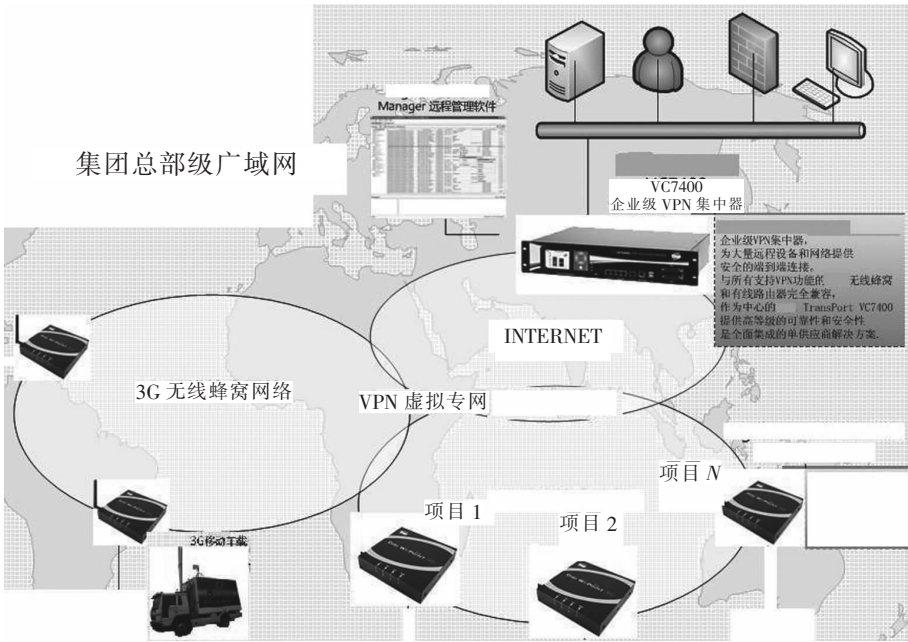 Manager 远程管理软件
集团总部级广域网
VC7400
企业级 VPN 集中器
企业级VPN集中器,
为大量远程设备和网络提供
安全的端到端连接,
与所有支持VPN功能的 无线蜂窝
和有线路由器完全兼容,
作为中心的 TransPort VC7400
提供高等级的可靠性和安全性
是全面集成的单供应商解决方案.
INTERNET
3G 无线蜂窝网络
VPN 虚拟专网
项目 N
项目 1
项目 2
3G移动车载